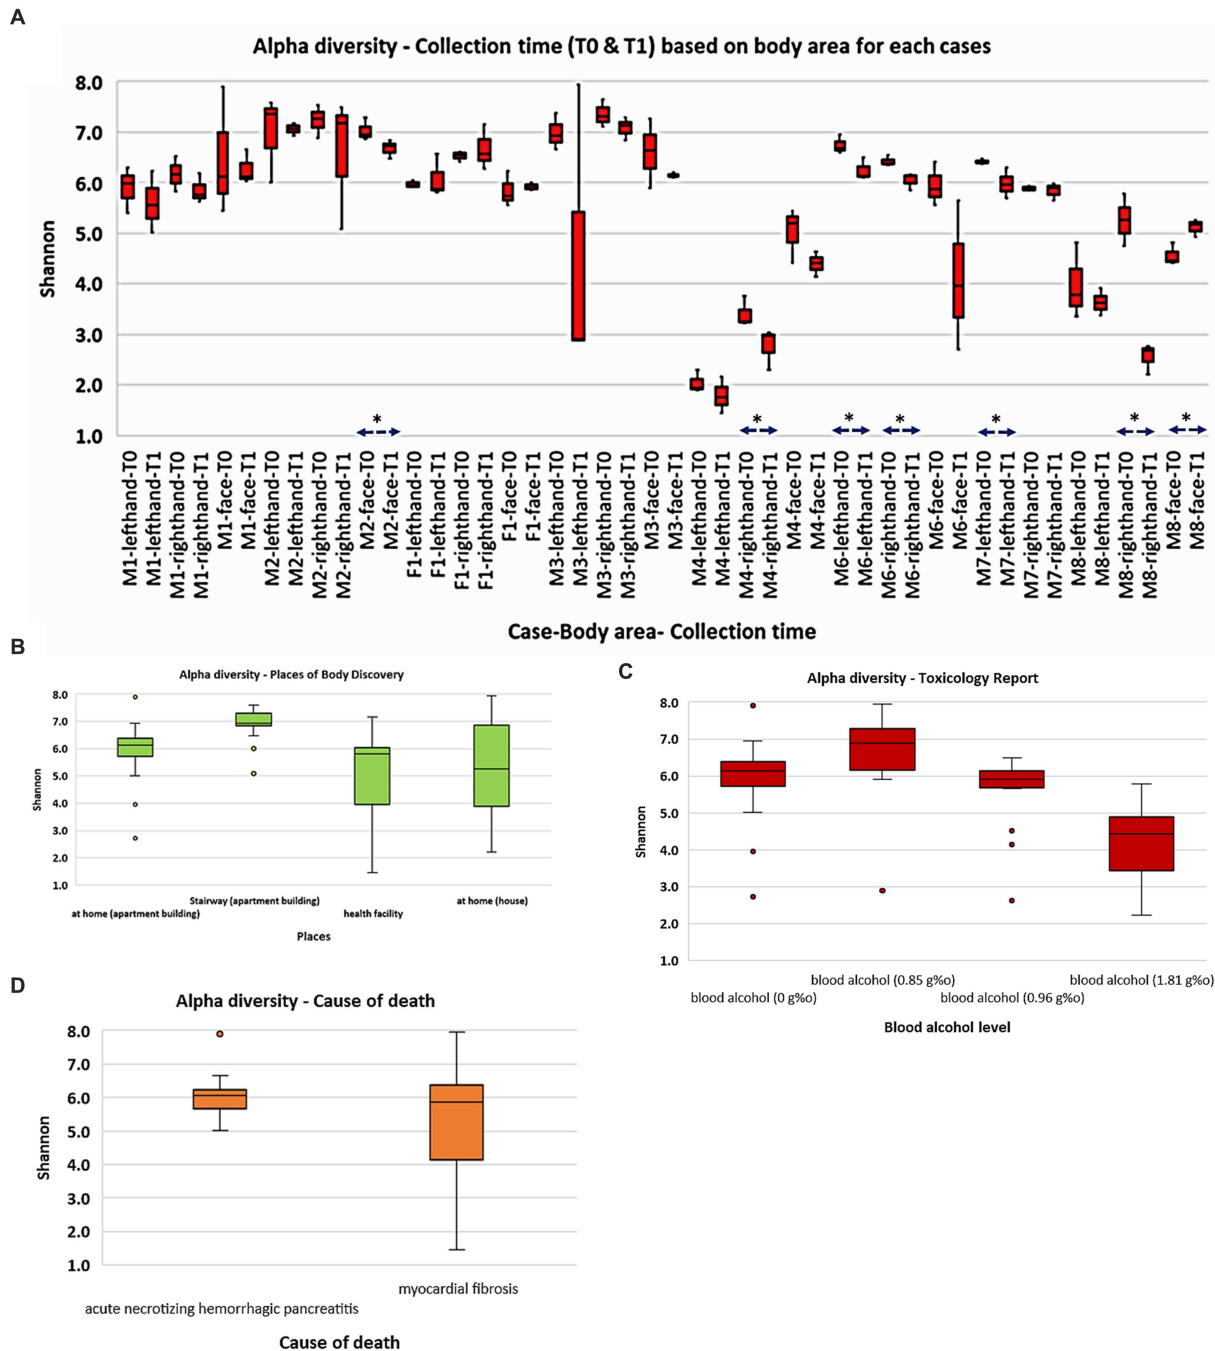 A
Alpha diversity - Collection time (T0 & T1) based on body area for each cases
Shannon
8.0
7.0
6.0
5.0
4.0
3.0
2.0
1.0
* * * * * * *
M1-lefthand-T0
M1-lefthand-T1
M1-righthand-T0
M1-righthand-T1
M1-face-T0
M1-face-T1
M2-lefthand-T0
M2-lefthand-T1
M2-righthand-T0
M2-righthand-T1
M2-face-T0
M2-face-T1
F1-lefthand-T0
F1-lefthand-T1
F1-righthand-T0
F1-righthand-T1
F1-face-T0
F1-face-T1
M3-lefthand-T0
M3-lefthand-T1
M3-righthand-T0
M3-righthand-T1
M3-face-T0
M3-face-T1
M4-lefthand-T0
M4-lefthand-T1
M4-righthand-T0
M4-righthand-T1
M4-face-T0
M4-face-T1
M6-lefthand-T0
M6-lefthand-T1
M6-righthand-T0
M6-righthand-T1
M6-face-T0
M6-face-T1
M7-lefthand-T0
M7-lefthand-T1
M7-righthand-T0
M7-righthand-T1
M8-lefthand-T0
M8-lefthand-T1
M8-righthand-T0
M8-righthand-T1
M8-face-T0
M8-face-T1
Case-Body area- Collection time
B
Alpha diversity - Places of Body Discovery
Shannon
8.0
7.0
6.0
5.0
4.0
3.0
2.0
1.0
at home (apartment building)
Stairway (apartment building)
health facility
at home (house)
Places
C
Alpha diversity - Toxicology Report
Shannon
8.0
7.0
6.0
5.0
4.0
3.0
2.0
1.0
blood alcohol (0 g%o)
blood alcohol (0.85 g%o)
blood alcohol (0.96 g%o)
blood alcohol (1.81 g%o)
Blood alcohol level
D
Alpha diversity - Cause of death
Shannon
8.0
7.0
6.0
5.0
4.0
3.0
2.0
1.0
acute necrotizing hemorrhagic pancreatitis
myocardial fibrosis
Cause of death